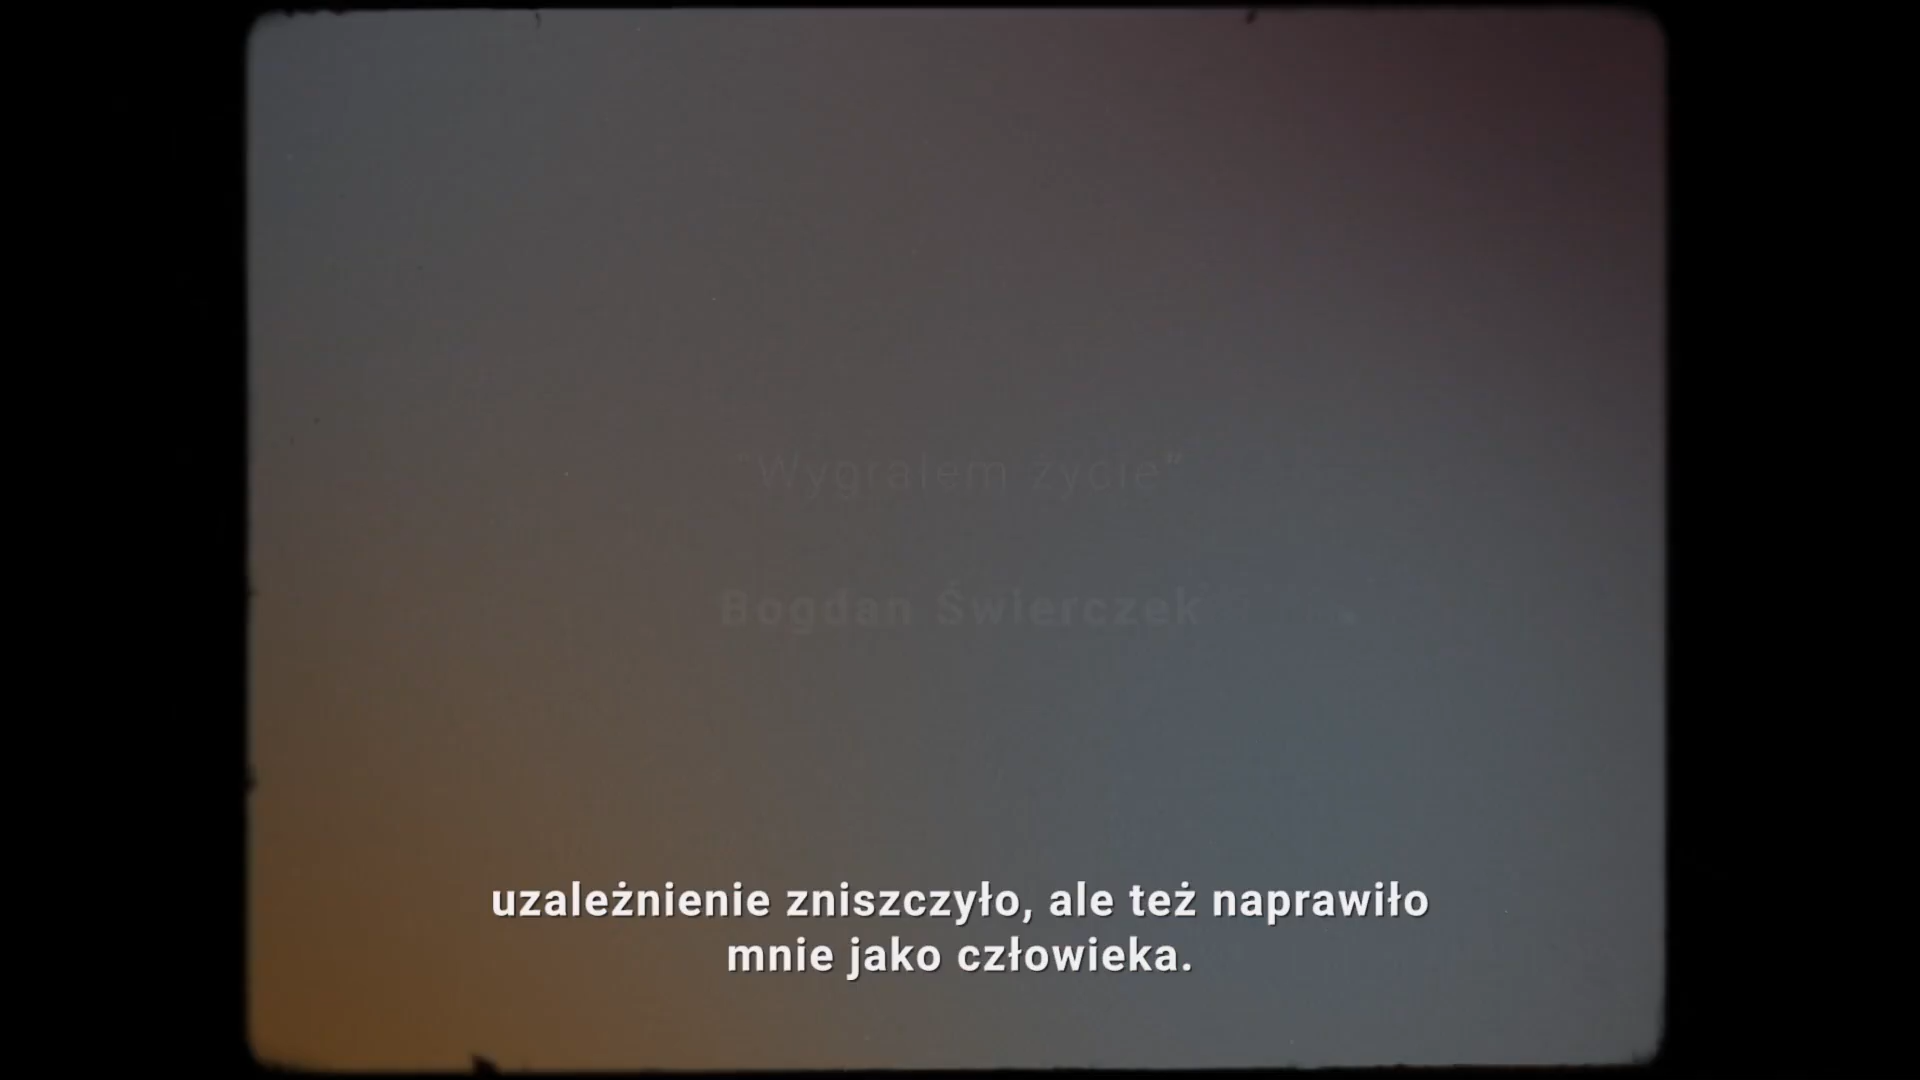 "Wygrałem życie"
Bogdan Świerczek
uzależnienie zniszczyło, ale też naprawiło
mnie jako człowieka.